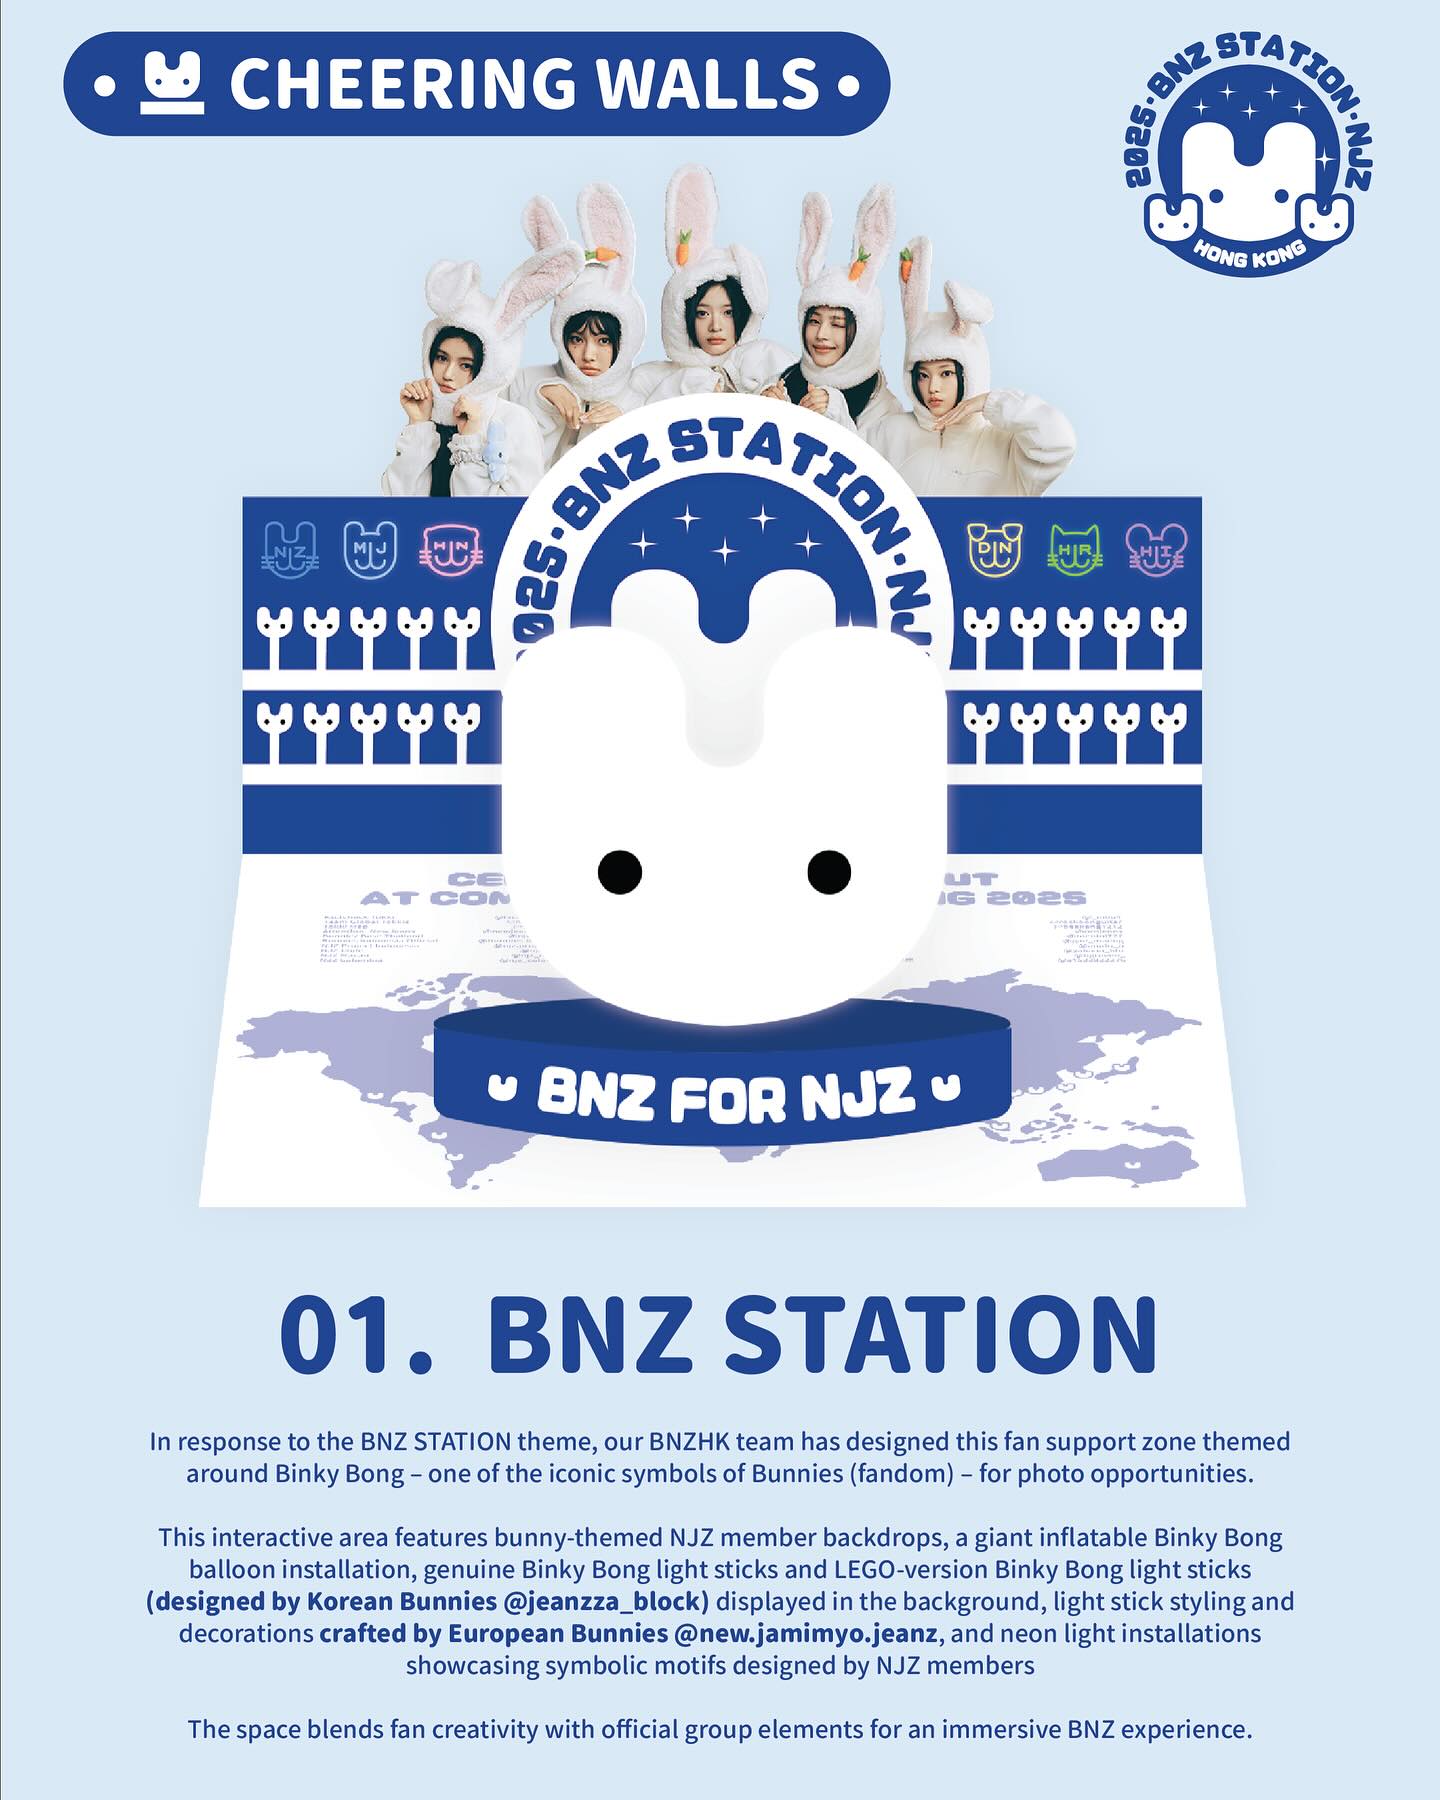 CHEERING WALLS
2025·BNZ STATION·NJZ
HONG KONG
2025·BNZ STATION·NJ
NJZ
MJ
HN
DN
HR
HI
AT
2025
BNZ FOR NJZ
01. BNZ STATION
In response to the BNZ STATION theme, our BNZHK team has designed this fan support zone themed
around Binky Bong – one of the iconic symbols of Bunnies (fandom) – for photo opportunities.
This interactive area features bunny-themed NJZ member backdrops, a giant inflatable Binky Bong
balloon installation, genuine Binky Bong light sticks and LEGO-version Binky Bong light sticks
(designed by Korean Bunnies @jeanzza_block) displayed in the background, light stick styling and
decorations crafted by European Bunnies @new.jamimyo.jeanz, and neon light installations
showcasing symbolic motifs designed by NJZ members
The space blends fan creativity with official group elements for an immersive BNZ experience.